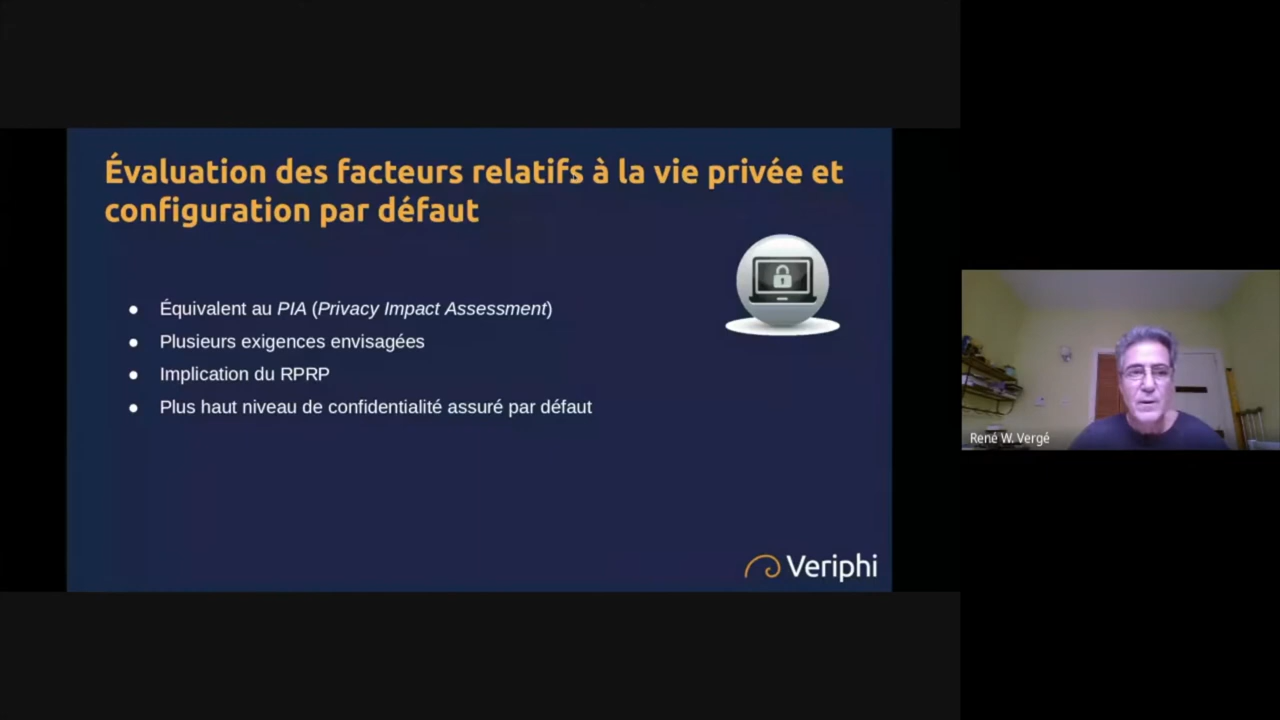 Évaluation des facteurs relatifs à la vie privée et
configuration par défaut
● Équivalent au PIA (Privacy Impact Assessment)
● Plusieurs exigences envisagées
● Implication du RPRP
● Plus haut niveau de confidentialité assuré par défaut
Veriphi
René W. Vergé